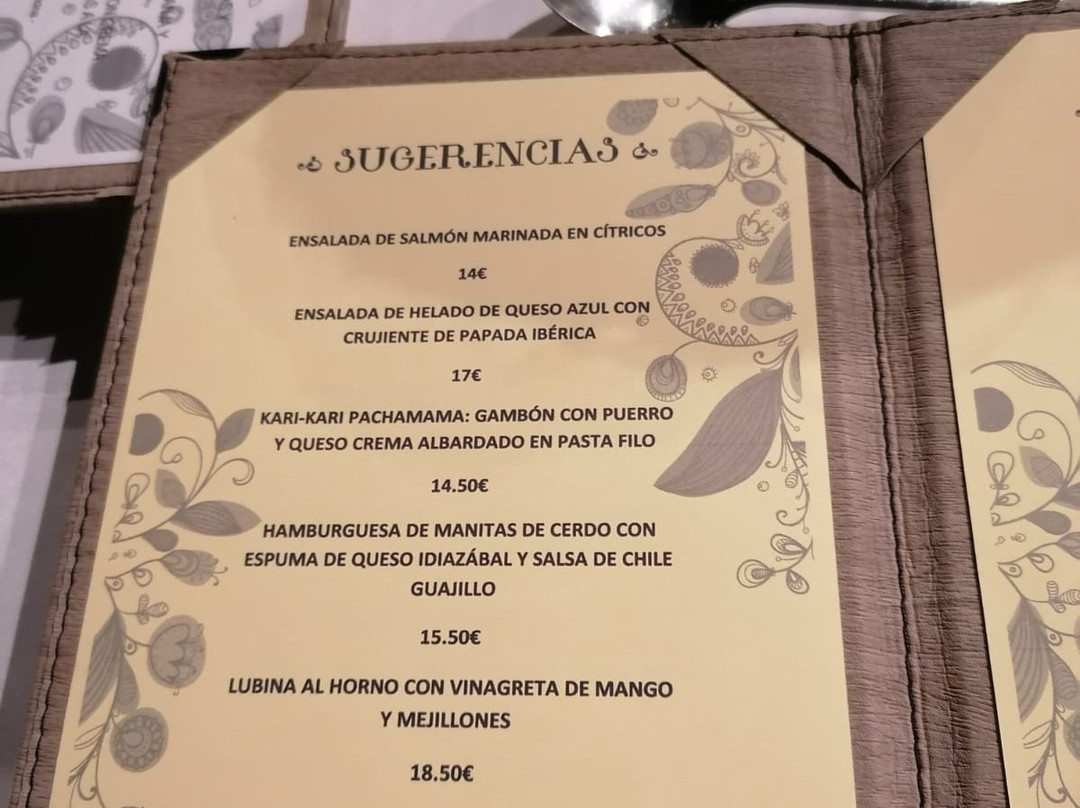 SUGERENCIAS
ENSALADA DE SALMÓN MARINADA EN CÍTRICOS
14€
ENSALADA DE HELADO DE QUESO AZUL CON
CRUJIENTE DE PAPADA IBÉRICA
17€
KARI-KARI PACHAMAMA: GAMBÓN CON PUERRO
Y QUESO CREMA ALBARDADO EN PASTA FILO
14.50€
HAMBURGUESA DE MANITAS DE CERDO CON
ESPUMA DE QUESO IDIAZÁBAL Y SALSA DE CHILE
GUAJILLO
15.50€
LUBINA AL HORNO CON VINAGRETA DE MANGO
Y MEJILLONES
18.50€